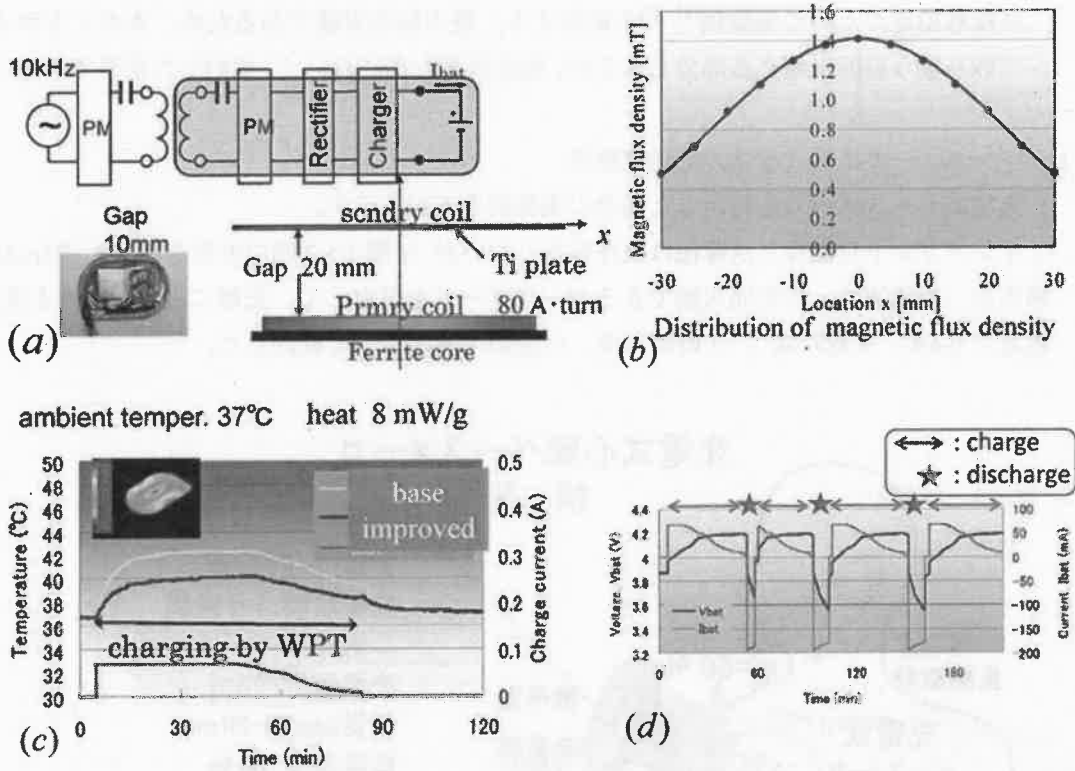 10kHz
PM
PM
Rectifier
Charger
Ibat
Gap
10mm
scndry coil
x
Gap 20 mm
Ti plate
Prmry coil 80 A·turn
Ferrite core
(a)
Magnetic flux density [mT]
1.6
1.4
1.2
1.0
0.8
0.6
0.4
0.2
0.0
-30 -20 -10 0 10 20 30
Location x [mm]
Distribution of magnetic flux density
(b)
ambient temper. 37°C heat 8 mW/g
Temperature (°C)
50
48
46
44
42
40
38
36
34
32
30
base
improved
charging by WPT
0.5
0.4
0.3
0.2
0.1
0
Charge current (A)
0 30 60 90 120
Time (min)
(c)
: charge
: discharge
Voltage, Vbat (V)
4.4
4.2
4
3.8
3.6
3.4
3.2
Vbat
Ibat
100
50
0
-50
-100
-150
-200
Current Ibat (mA)
0 60 120 180
Time [min]
(d)